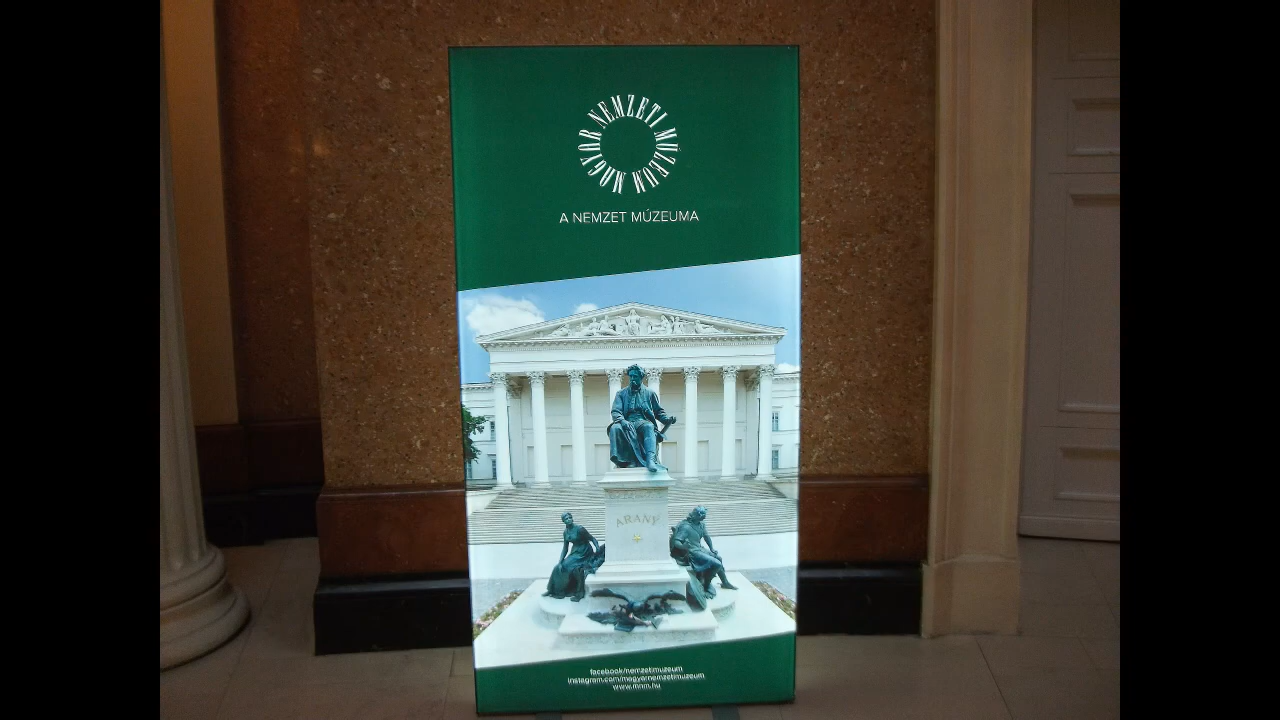 MAGYAR NEMZETI MÚZEUM
A NEMZET MÚZEUMA
ARANY
facebook/nemzetimuzeum
instagram.com/magyarnemzetimuzeum
www.mnm.hu